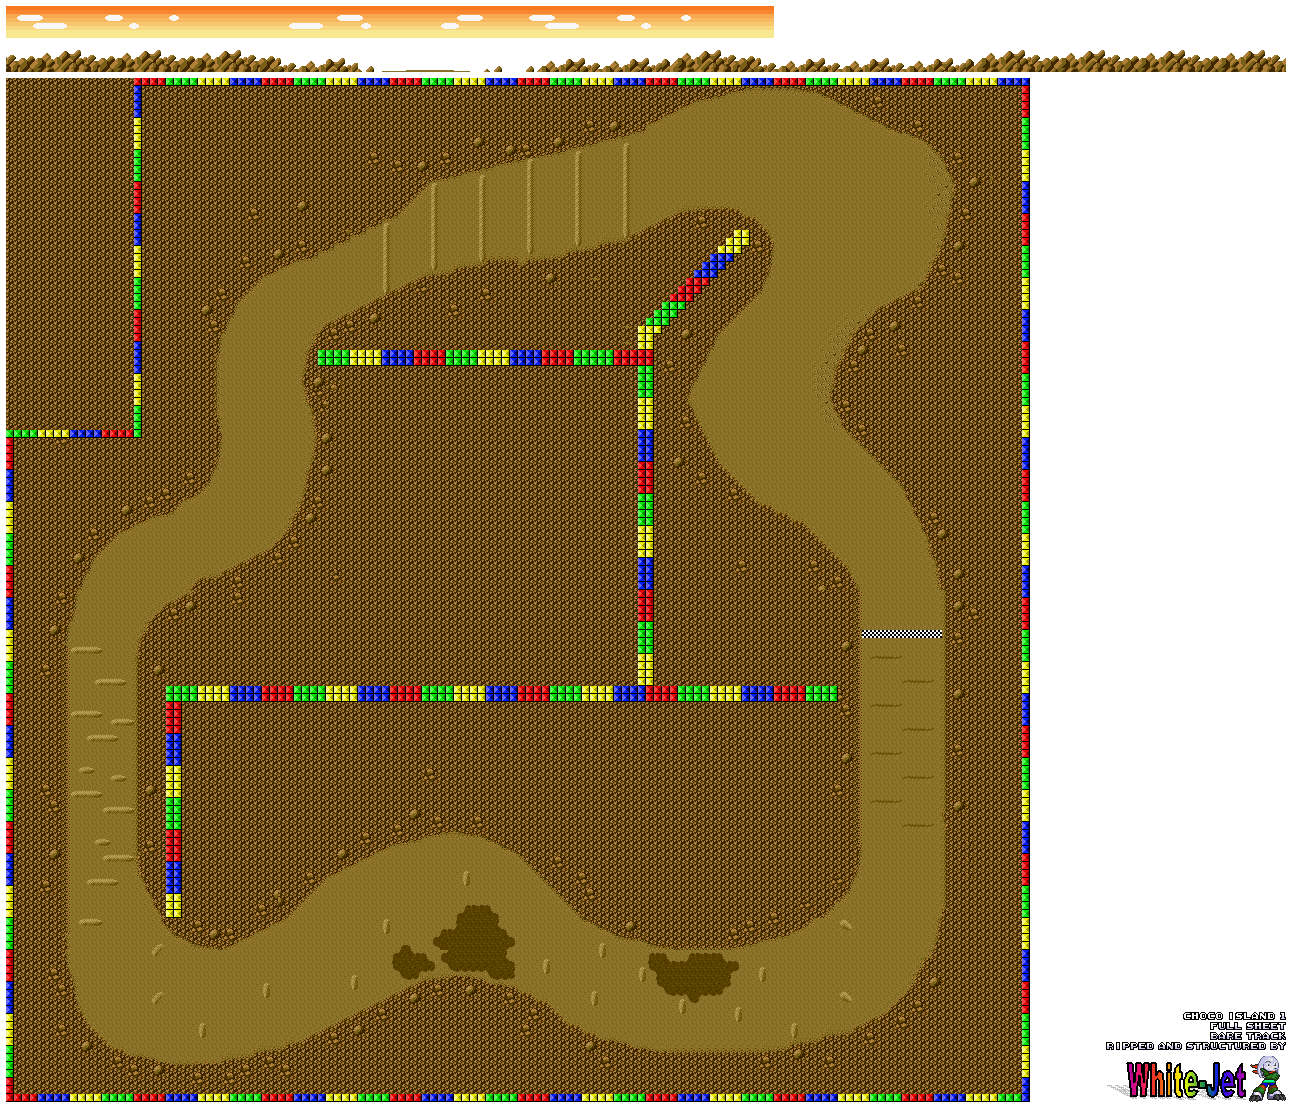 CHOCO ISLAND 1
FULL SHEET
BARE TRACK
RIPPED AND STRUCTURED BY
White-Jet